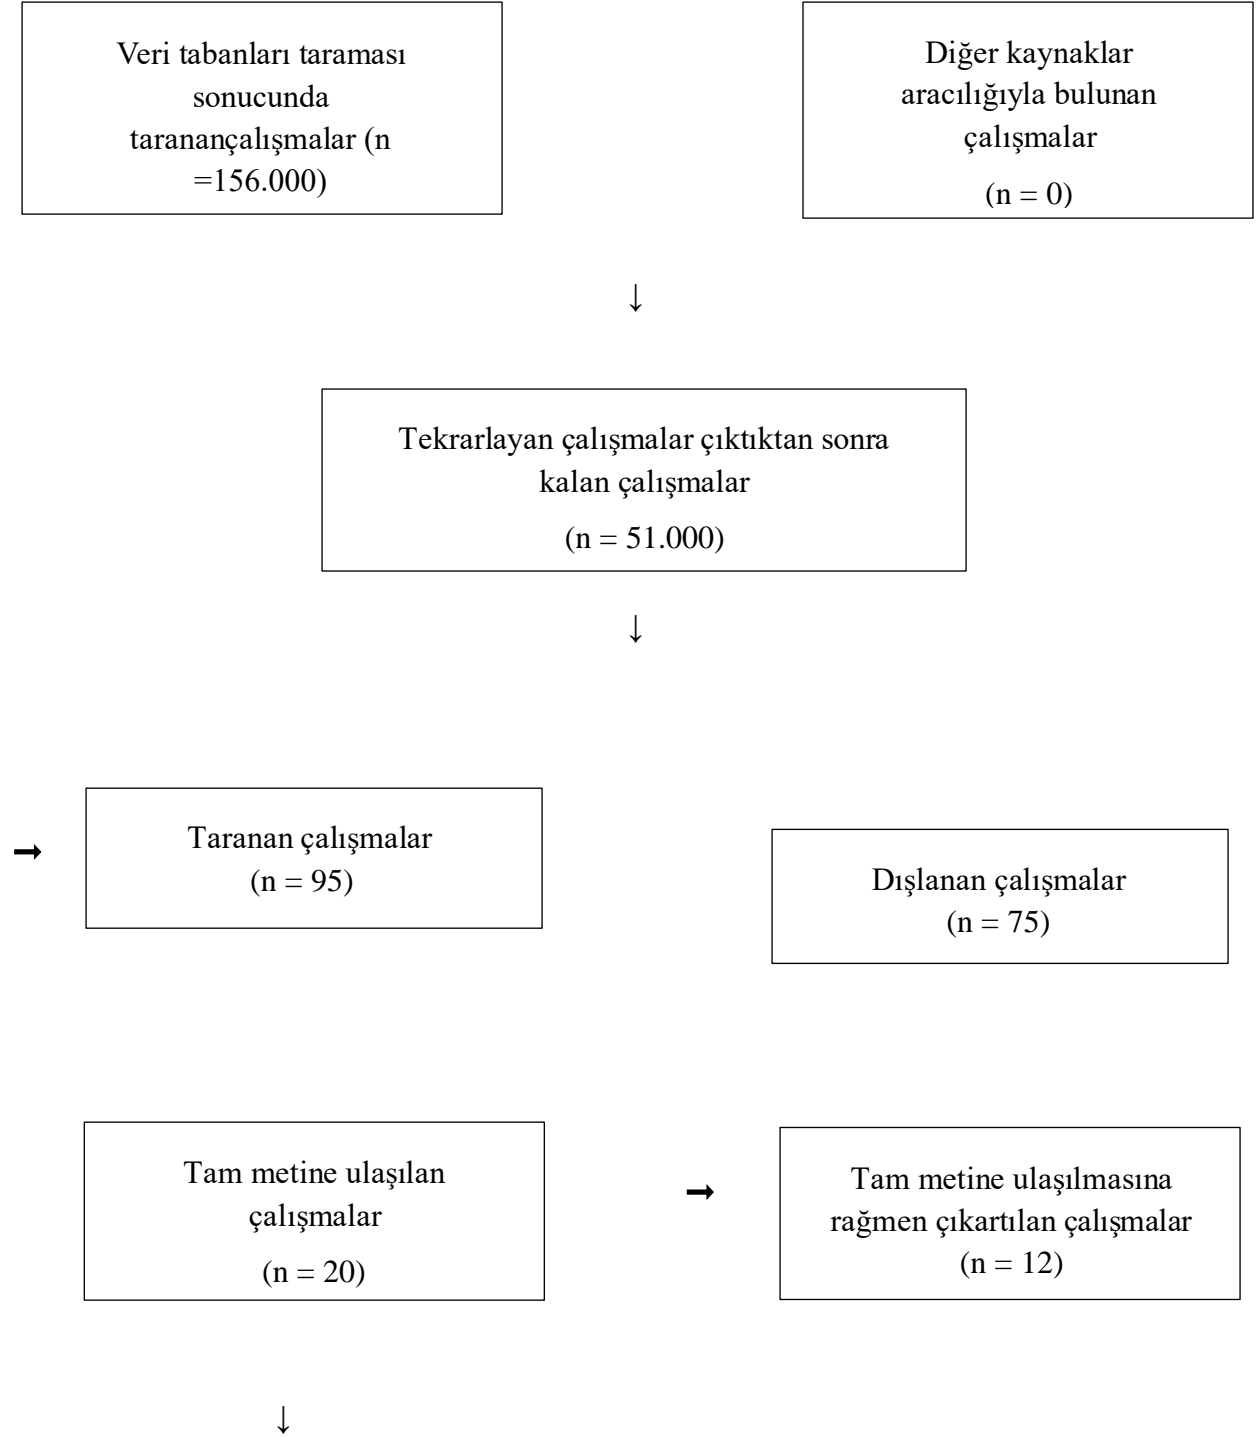 Veri tabanları taraması
sonucunda
taranançalışmalar (n
=156.000)
Diğer kaynaklar
aracılığıyla bulunan
çalışmalar
(n = 0)
↓
Tekrarlayan çalışmalar çıktıktan sonra
kalan çalışmalar
(n = 51.000)
↓
➞
Taranan çalışmalar
(n = 95)
Dışlanan çalışmalar
(n = 75)
Tam metine ulaşılan
çalışmalar
(n = 20)
➞
Tam metine ulaşılmasına
rağmen çıkartılan çalışmalar
(n = 12)
↓